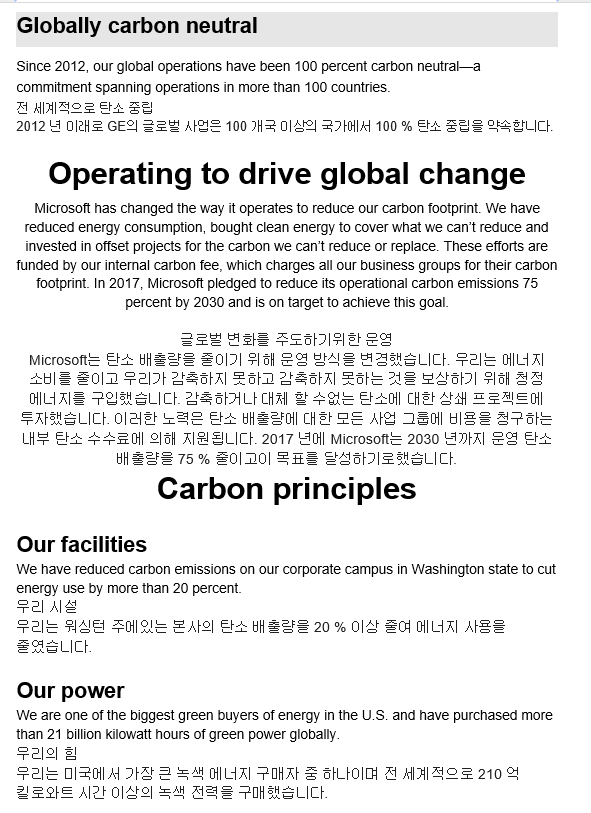 Globally carbon neutral
Since 2012, our global operations have been 100 percent carbon neutral—a
commitment spanning operations in more than 100 countries.
전 세계적으로 탄소 중립
2012 년 이래로 GE의 글로벌 사업은 100 개국 이상의 국가에서 100 % 탄소 중립을 약속합니다.
Operating to drive global change
Microsoft has changed the way it operates to reduce our carbon footprint. We have
reduced energy consumption, bought clean energy to cover what we can’t reduce and
invested in offset projects for the carbon we can’t reduce or replace. These efforts are
funded by our internal carbon fee, which charges all our business groups for their carbon
footprint. In 2017, Microsoft pledged to reduce its operational carbon emissions 75
percent by 2030 and is on target to achieve this goal.
글로벌 변화를 주도하기위한 운영
Microsoft는 탄소 배출량을 줄이기 위해 운영 방식을 변경했습니다. 우리는 에너지
소비를 줄이고 우리가 감축하지 못하고 감축하지 못하는 것을 보상하기 위해 청정
에너지를 구입했습니다. 감축하거나 대체 할 수없는 탄소에 대한 상쇄 프로젝트에
투자했습니다. 이러한 노력은 탄소 배출량에 대한 모든 사업 그룹에 비용을 청구하는
내부 탄소 수수료에 의해 지원됩니다. 2017 년에 Microsoft는 2030 년까지 운영 탄소
배출량을 75 % 줄이고이 목표를 달성하기로했습니다.
Carbon principles
Our facilities
We have reduced carbon emissions on our corporate campus in Washington state to cut
energy use by more than 20 percent.
우리 시설
우리는 워싱턴 주에있는 본사의 탄소 배출량을 20 % 이상 줄여 에너지 사용을
줄였습니다.
Our power
We are one of the biggest green buyers of energy in the U.S. and have purchased more
than 21 billion kilowatt hours of green power globally.
우리의 힘
우리는 미국에서 가장 큰 녹색 에너지 구매자 중 하나이며 전 세계적으로 210 억
킬로와트 시간 이상의 녹색 전력을 구매했습니다.